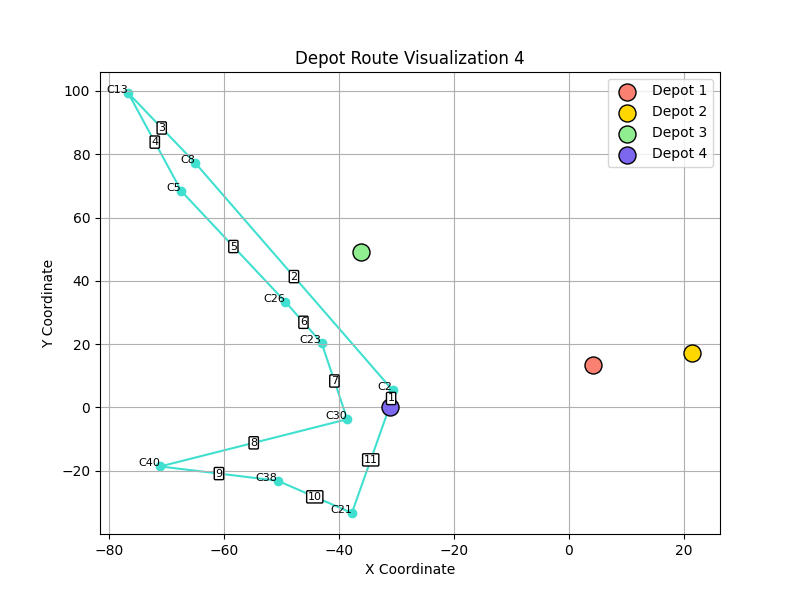 Depot Route Visualization 4
Depot 1
Depot 2
Depot 3
Depot 4
Y Coordinate
100
80
60
40
20
0
−20
−80
−60
−40
−20
0
20
X Coordinate
C13
3
4
C8
C5
5
2
C26
6
C23
7
C2
1
C30
8
C40
9
C38
10
C21
11